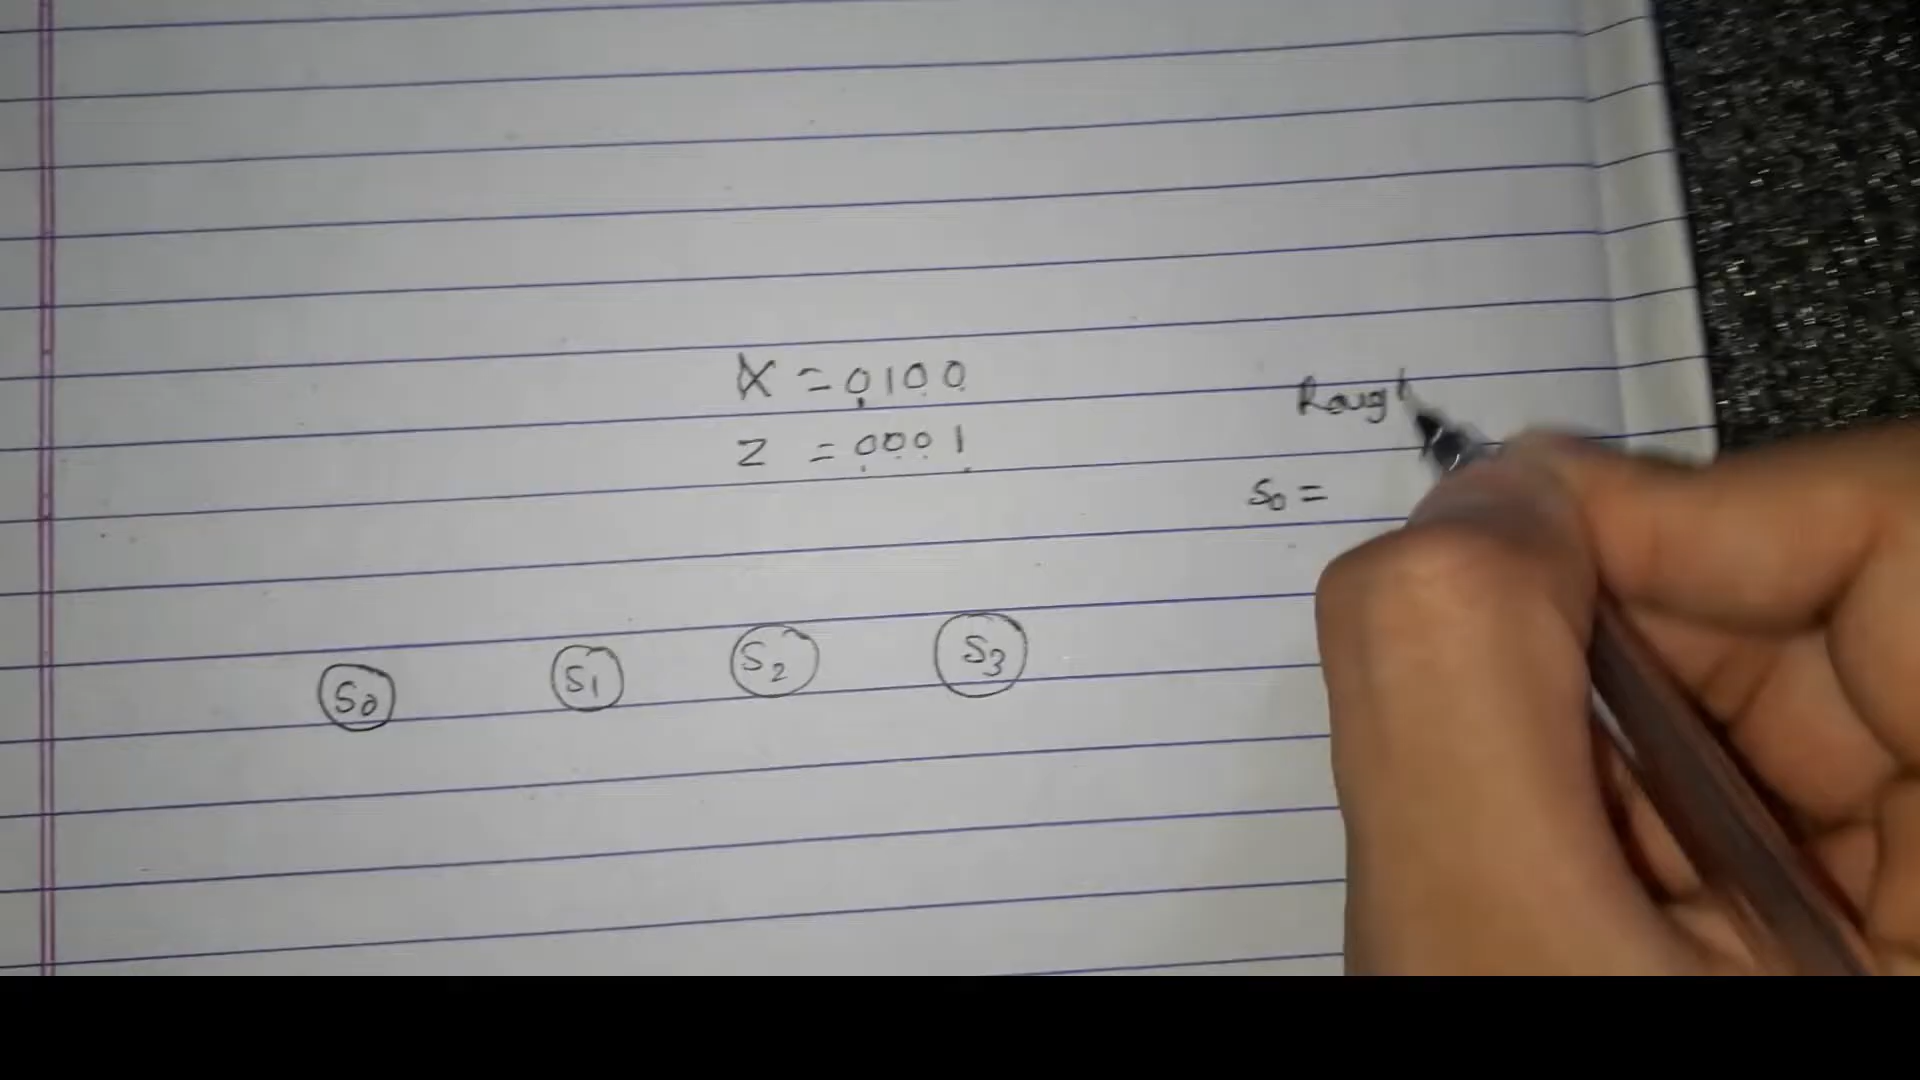 X = 0100
Z = 0001
Rough
S0 =
S0 S1 S2 S3